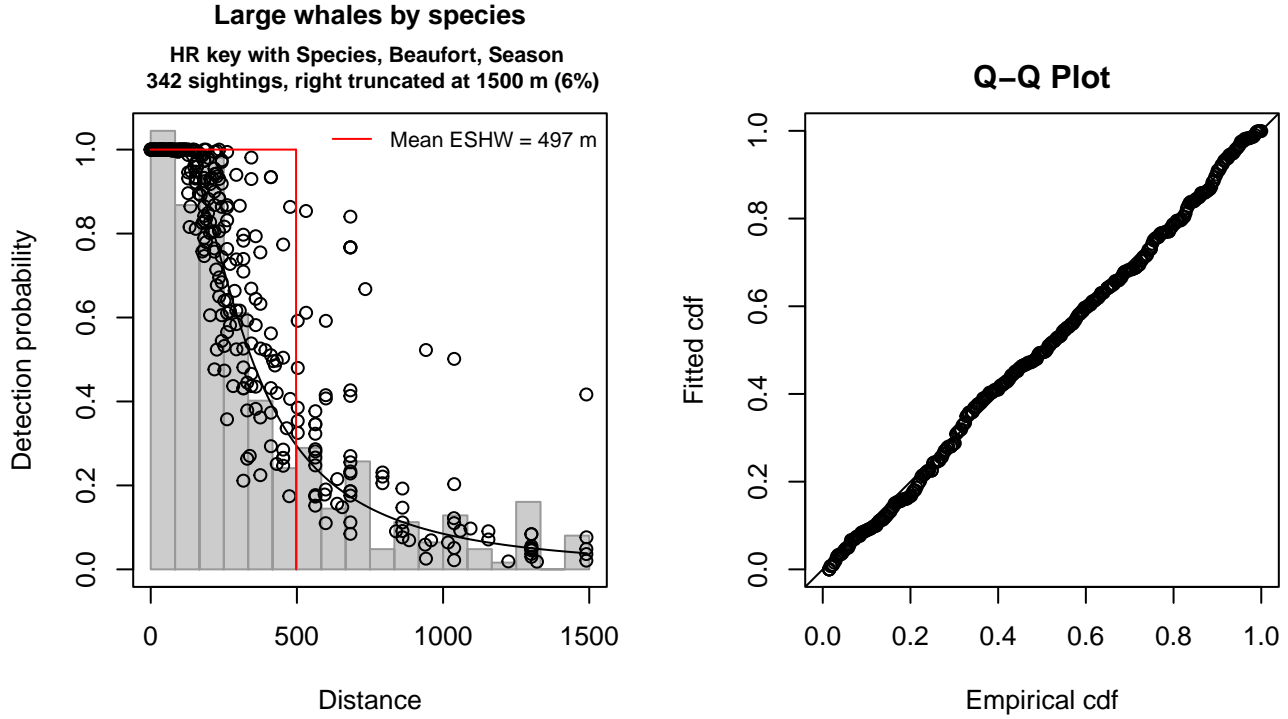 Large whales by species
HR key with Species, Beaufort, Season
342 sightings, right truncated at 1500 m (6%)
Mean ESHW = 497 m
Detection probability
1.0
0.8
0.6
0.4
0.2
0.0
0 500 1000 1500
Distance
Q−Q Plot
Fitted cdf
1.0
0.8
0.6
0.4
0.2
0.0
0.0 0.2 0.4 0.6 0.8 1.0
Empirical cdf